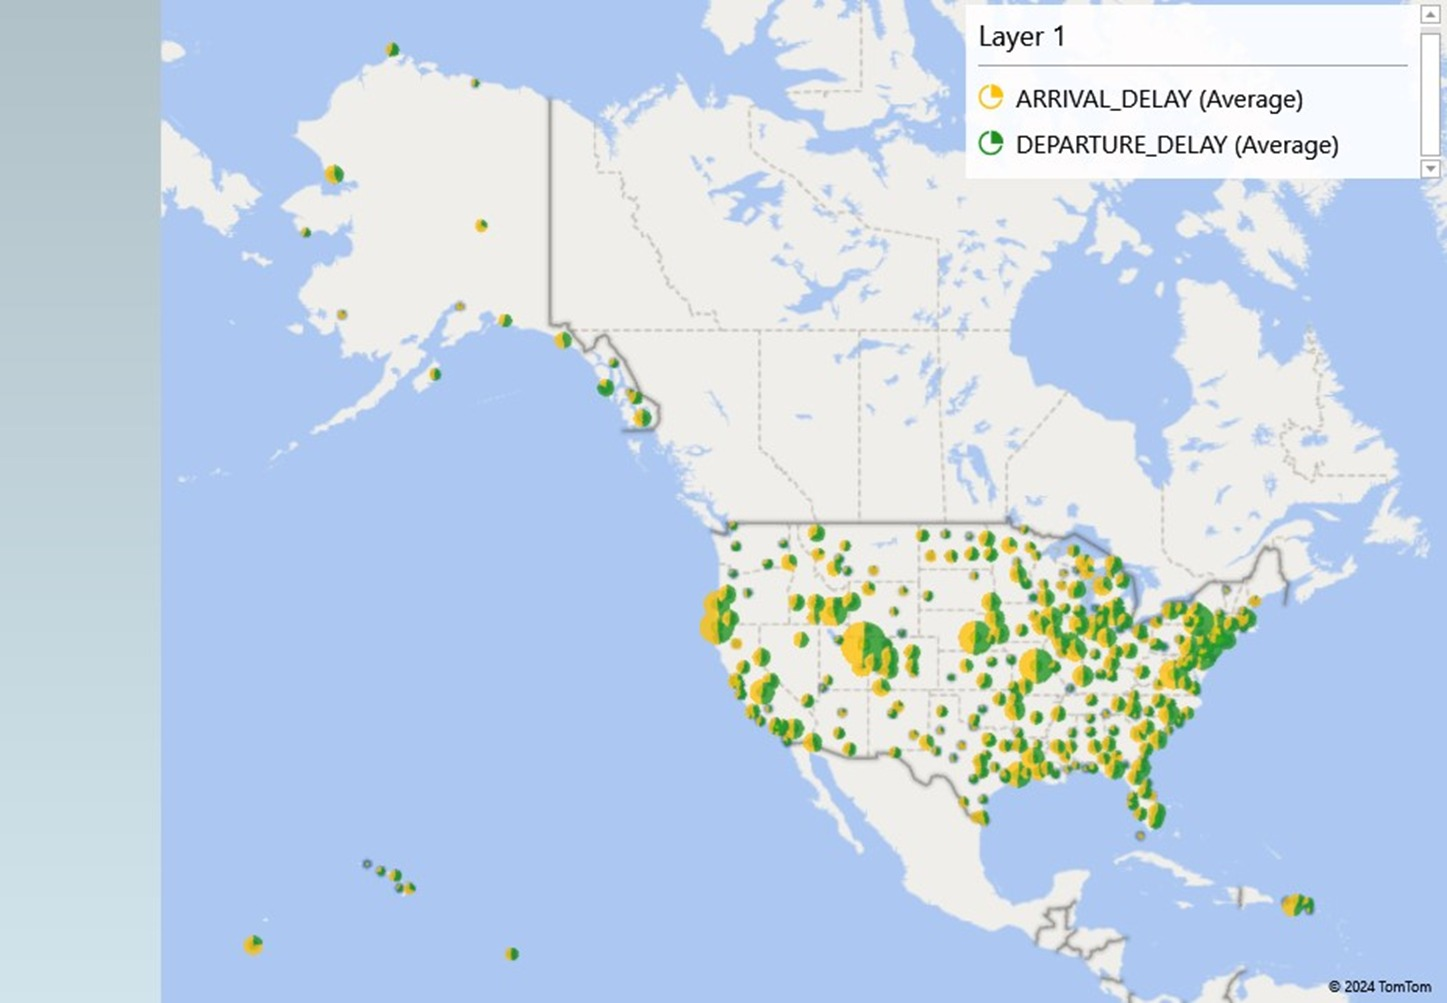 Layer 1
ARRIVAL_DELAY (Average)
DEPARTURE_DELAY (Average)
© 2024 TomTom